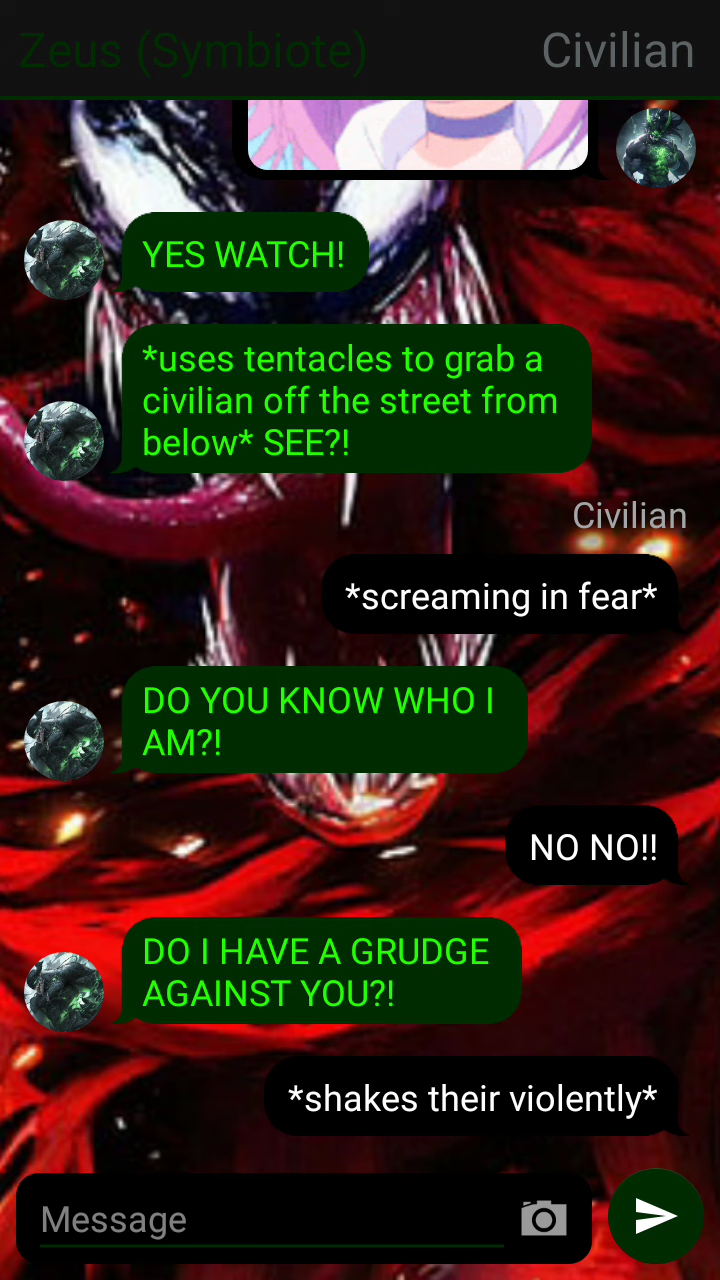 Zeus (Symbiote) Civilian
YES WATCH!
*uses tentacles to grab a
civilian off the street from
below* SEE?!
Civilian
*screaming in fear*
DO YOU KNOW WHO I
AM?!
NO NO!!
DO I HAVE A GRUDGE
AGAINST YOU?!
*shakes their violently*
Message